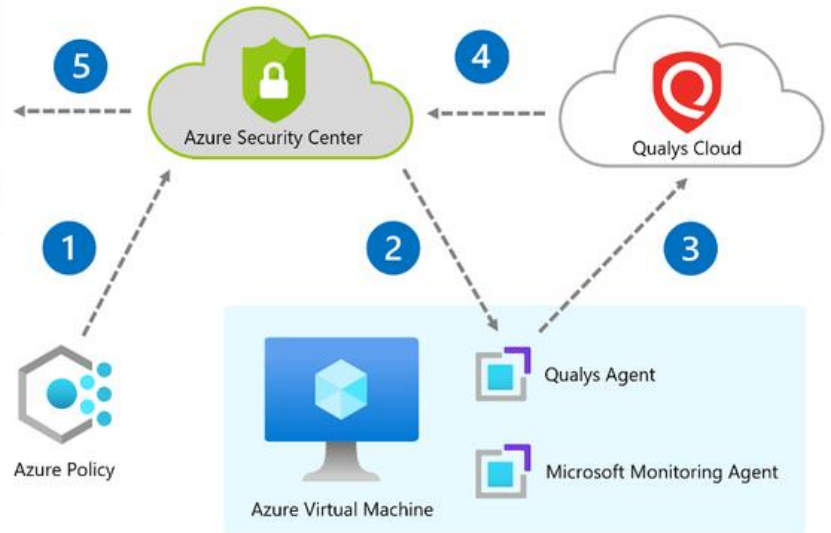 5
4
Azure Security Center
Qualys Cloud
1
2
3
Qualys Agent
Azure Policy
Microsoft Monitoring Agent
Azure Virtual Machine